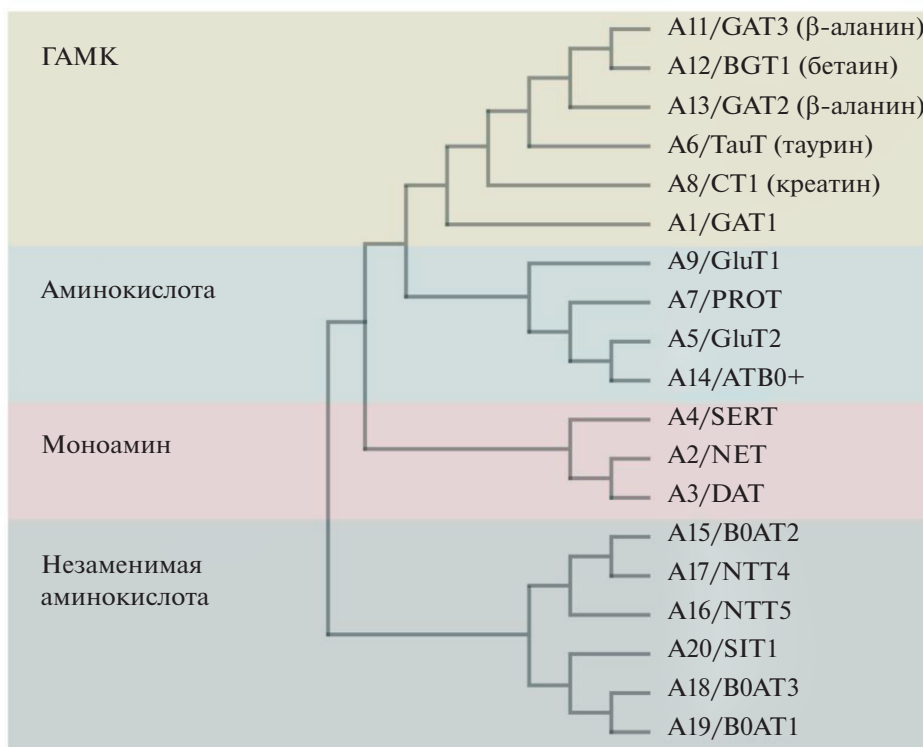 ГАМК
A11/GAT3 (β-аланин)
A12/BGT1 (бетаин)
A13/GAT2 (β-аланин)
A6/TauT (таурин)
A8/CT1 (креатин)
A1/GAT1
Аминокислота
A9/GluT1
A7/PROT
A5/GluT2
A14/ATB0+
Моноамин
A4/SERT
A2/NET
A3/DAT
Незаменимая
аминокислота
A15/B0AT2
A17/NTT4
A16/NTT5
A20/SIT1
A18/B0AT3
A19/B0AT1